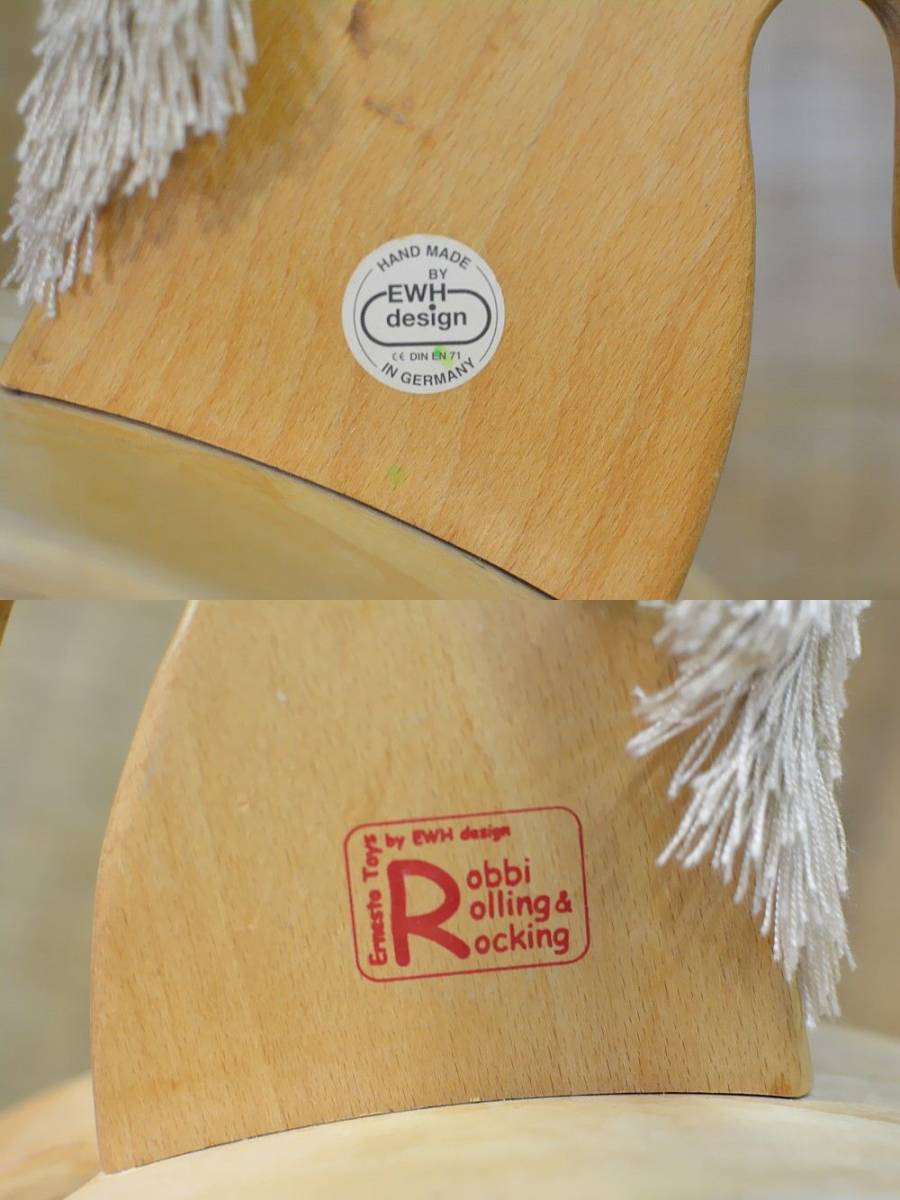 HAND MADE
BY
EWH
design
CE DIN EN 71
IN GERMANY
Ernesto Toys
by EWH design
Robbi
Rolling &
Rocking